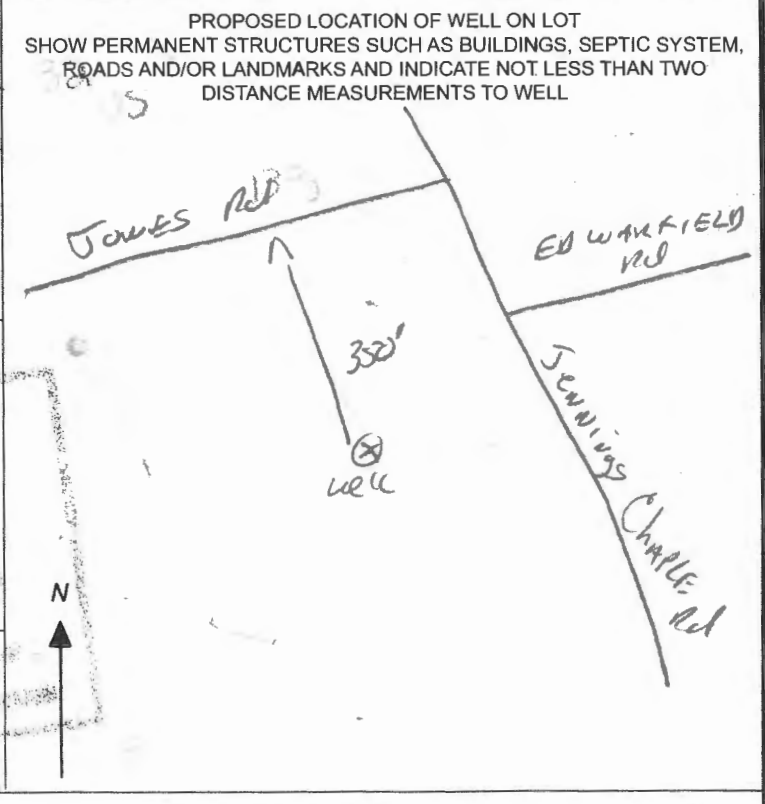 PROPOSED LOCATION OF WELL ON LOT
SHOW PERMANENT STRUCTURES SUCH AS BUILDINGS, SEPTIC SYSTEM,
ROADS AND/OR LANDMARKS AND INDICATE NOT LESS THAN TWO
DISTANCE MEASUREMENTS TO WELL
JONES Rd
ED WARFIELD
Rd
350'
Well
Jennings Chaple Rd
N